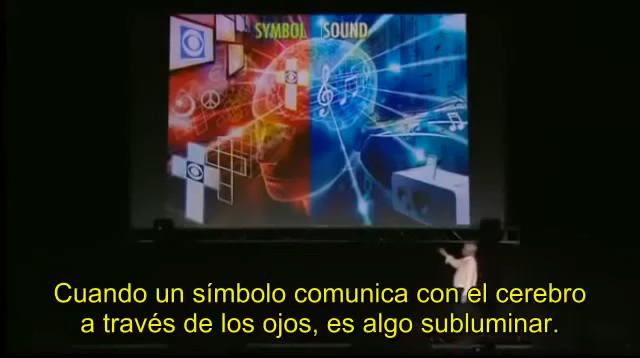 SYMBOL SOUND
Cuando un símbolo comunica con el cerebro
a través de los ojos, es algo subluminar.